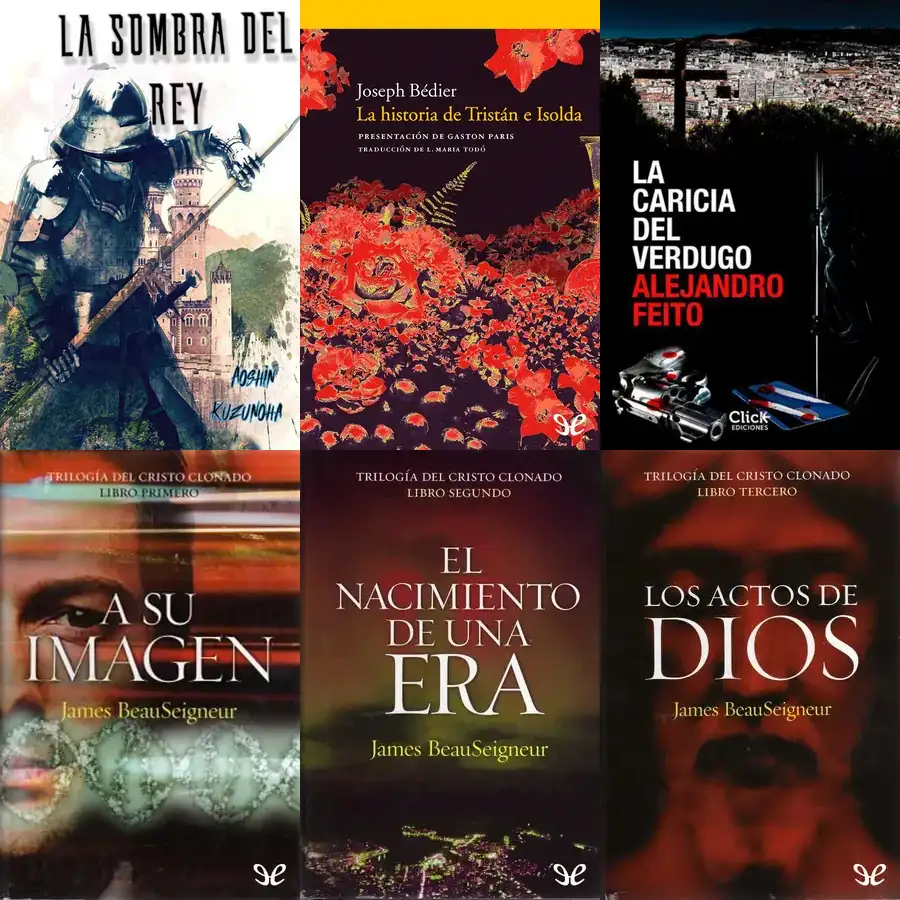 LA SOMBRA DEL
REY
AOSHIN
KUZUNOHA
Joseph Bédier
La historia de Tristán e Isolda
PRESENTACIÓN DE GASTON PARIS
TRADUCCIÓN DE L. MARIA TODÓ
LA
CARICIA
DEL
VERDUGO
ALEJANDRO
FEITO
Click
EDICIONES
TRILOGÍA DEL CRISTO CLONADO
LIBRO PRIMERO
A SU
IMAGEN
James BeauSeigneur
TRILOGÍA DEL CRISTO CLONADO
LIBRO SEGUNDO
EL
NACIMIENTO
DE UNA
ERA
James BeauSeigneur
TRILOGÍA DEL CRISTO CLONADO
LIBRO TERCERO
LOS ACTOS DE
DIOS
James BeauSeigneur